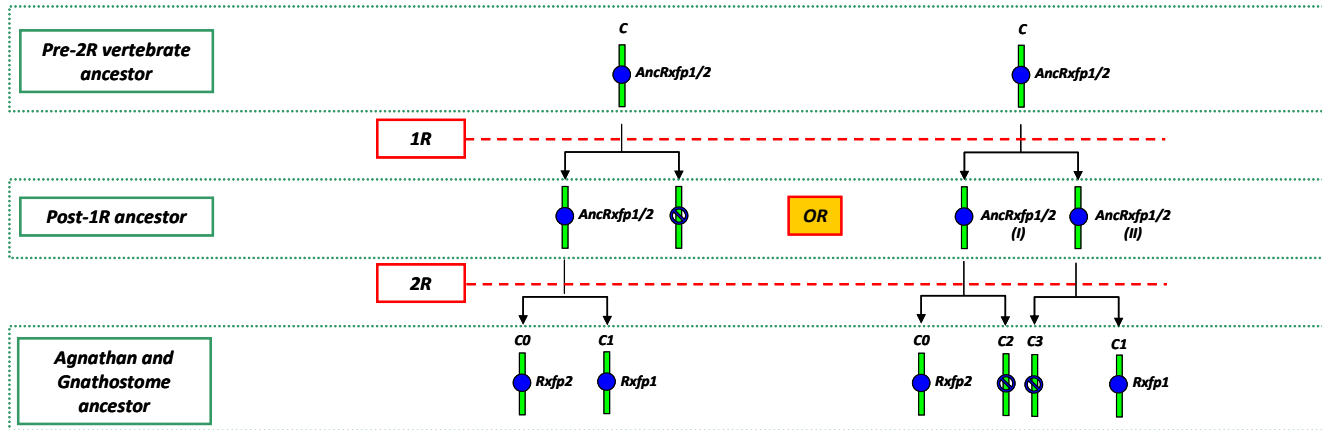 C
C
Pre-2R vertebrate
ancestor
AncRxfp1/2
AncRxfp1/2
1R
Post-1R ancestor
AncRxfp1/2
OR
AncRxfp1/2
(I)
AncRxfp1/2
(II)
2R
C0
C1
C0
C2
C3
C1
Agnathan and
Gnathostome
ancestor
Rxfp2
Rxfp1
Rxfp2
Rxfp1